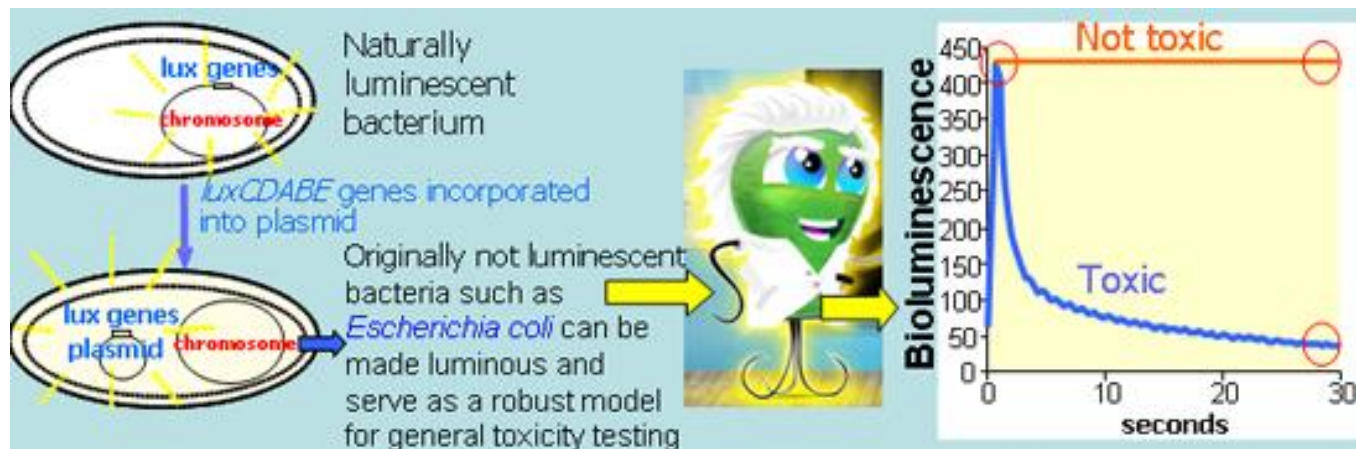 lux genes
chromosome
Naturally
luminescent
bacterium
luxCDABE genes incorporated
into plasmid
lux genes
plasmid
chromosome
Originally not luminescent
bacteria such as
Escherichia coli can be
made luminous and
serve as a robust model
for general toxicity testing
Bioluminescence
450
400
350
300
250
200
150
100
50
0
Not toxic
Toxic
0 10 20 30
seconds